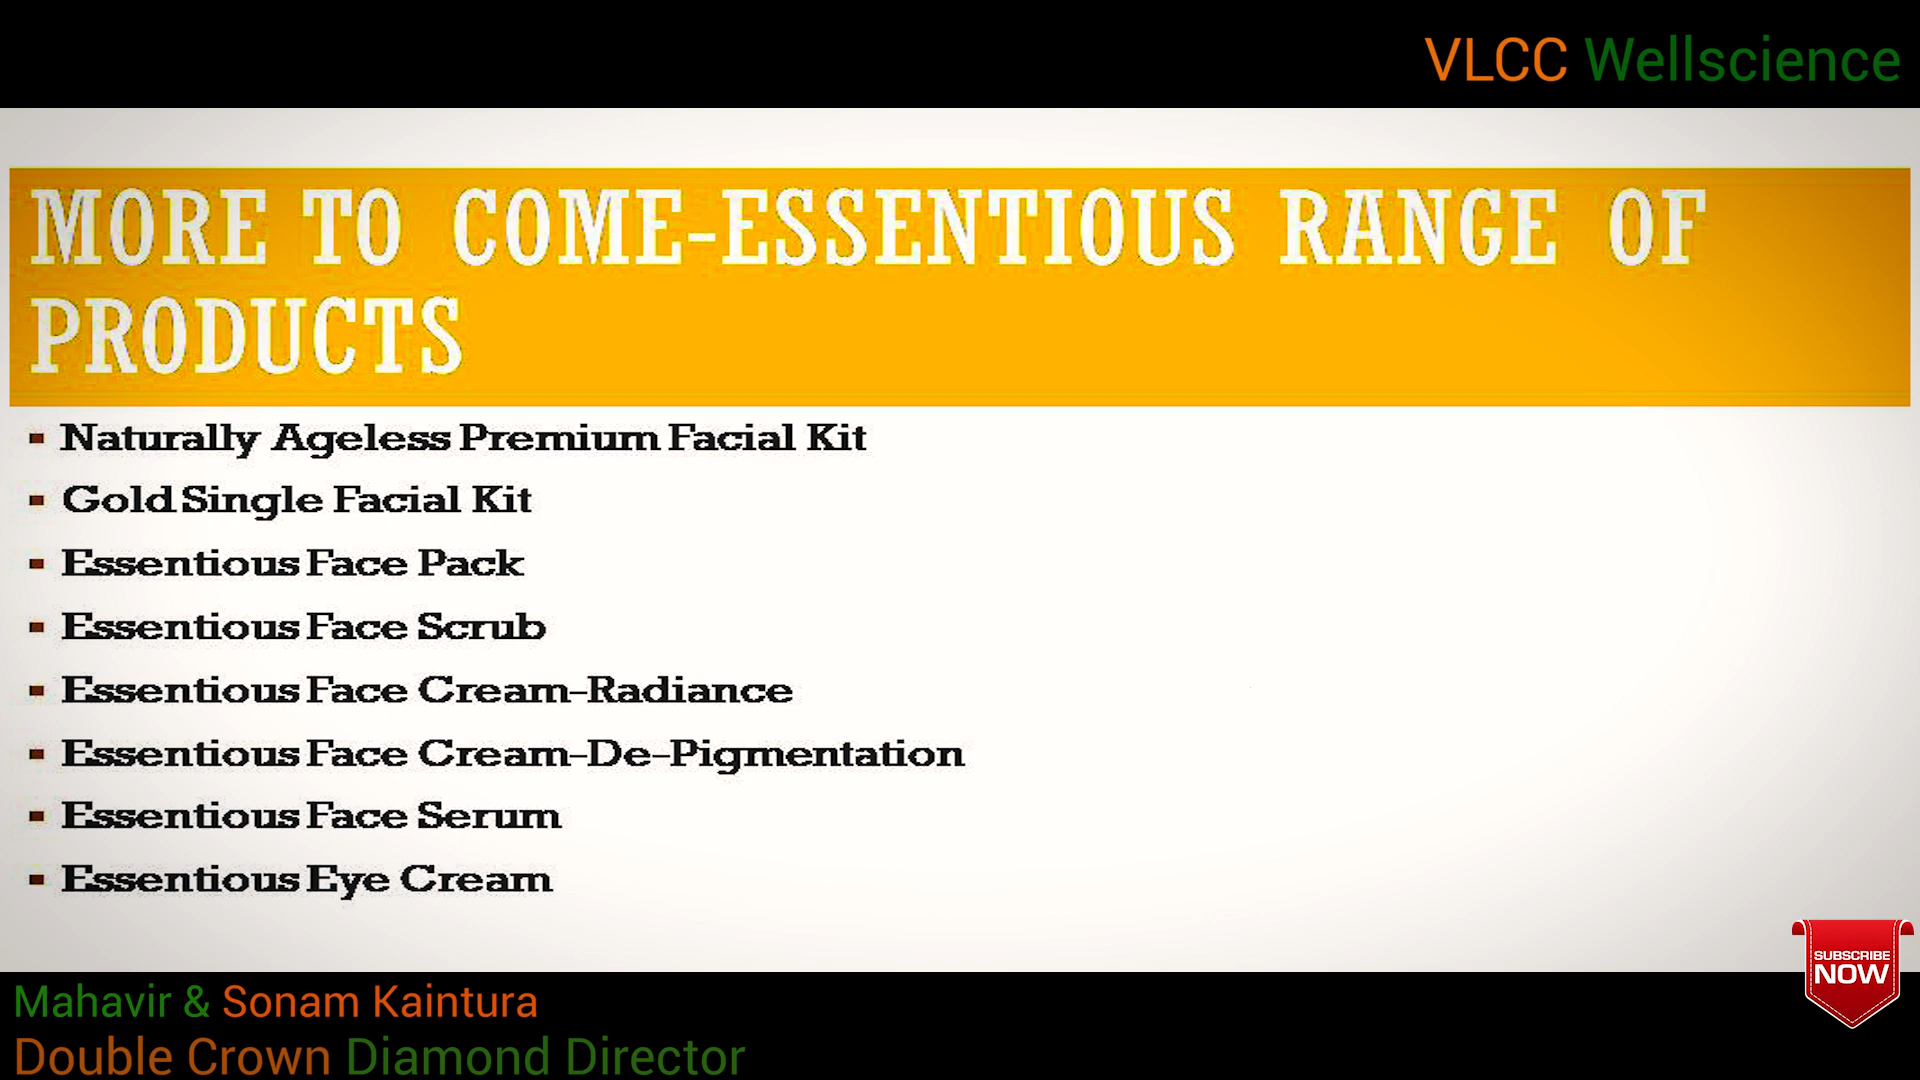 VLCC Wellscience
MORE TO COME-ESSENTIOUS RANGE OF
PRODUCTS
Naturally Ageless Premium Facial Kit
Gold Single Facial Kit
Essentious Face Pack
Essentious Face Scrub
Essentious Face Cream-Radiance
Essentious Face Cream-De-Pigmentation
Essentious Face Serum
Essentious Eye Cream
SUBSCRIBE
NOW
Mahavir & Sonam Kaintura
Double Crown Diamond Director